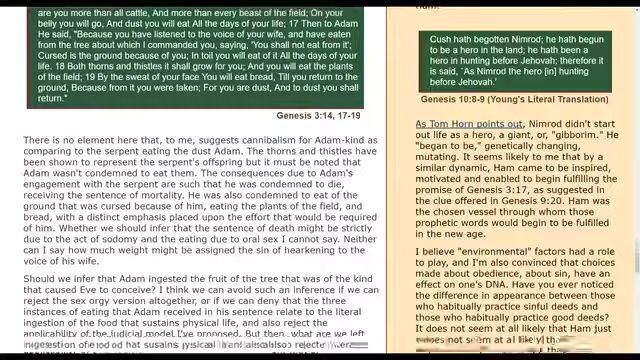 are you more than all cattle, And more than every beast of the field; On your
belly you will go, And dust you will eat All the days of your life; 17 Then to Adam
He said, "Because you have listened to the voice of your wife, and have eaten
from the tree about which I commanded you, saying, 'You shall not eat from it';
Cursed is the ground because of you; In toil you will eat of it All the days of your
life. 18 Both thorns and thistles it shall grow for you; And you will eat the plants
of the field; 19 By the sweat of your face You will eat bread, Till you return to the
ground, Because from it you were taken; For you are dust, And to dust you shall
return."
Genesis 3:14, 17-19
There is no element here that, to me, suggests cannibalism for Adam-kind as
comparing to the serpent eating the dust Adam. The thorns and thistles have
been shown to represent the serpent's offspring but it must be noted that
Adam wasn't condemned to eat them. The consequences due to Adam's
engagement with the serpent are such that he was condemned to die,
receiving the sentence of mortality. He was also condemned to eat of the
ground that was cursed because of him, eating the plants of the field, and
bread, with a distinct emphasis placed upon the effort that would be required
of him. Whether we should infer that the sentence of death might be strictly
due to the act of sodomy and the eating due to oral sex I cannot say. Neither
can I say how much weight might be assigned the sin of hearkening to the
voice of his wife.
Should we infer that Adam ingested the fruit of the tree that was of the kind
that caused Eve to conceive? I think we can avoid such an inference if we can
reject the sex orgy version altogether, or if we can deny that the three
instances of eating that Adam received in his sentence relate to the literal
ingestion of the food that sustains physical life, and also reject the
applicability of the judicial model I've proposed. But then, what are we left
Cush hath begotten Nimrod; he hath begun
to be a hero in the land; he hath been a
hero in hunting before Jehovah; therefore it
is said, `As Nimrod the hero [in] hunting
before Jehovah.'
Genesis 10:8-9 (Young's Literal Translation)
As Tom Horn points out, Nimrod didn't start
out life as a hero, a giant, or, "gibborim." He
"began to be," genetically changing,
mutating. It seems likely to me that by a
similar dynamic, Ham came to be inspired,
motivated and enabled to begin fulfilling the
promise of Genesis 3:17, as suggested in
the clue offered in Genesis 9:20. Ham was
the chosen vessel through whom those
prophetic words would begin to be fulfilled
in the new age.
I believe "environmental" factors had a role
to play, and I'm also convinced that choices
made about obedience, about sin, have an
effect on one's DNA. Have you ever noticed
the difference in appearance between those
who habitually practice sinful deeds and
those who habitually practice good deeds?
It does not seem at all likely that Ham just